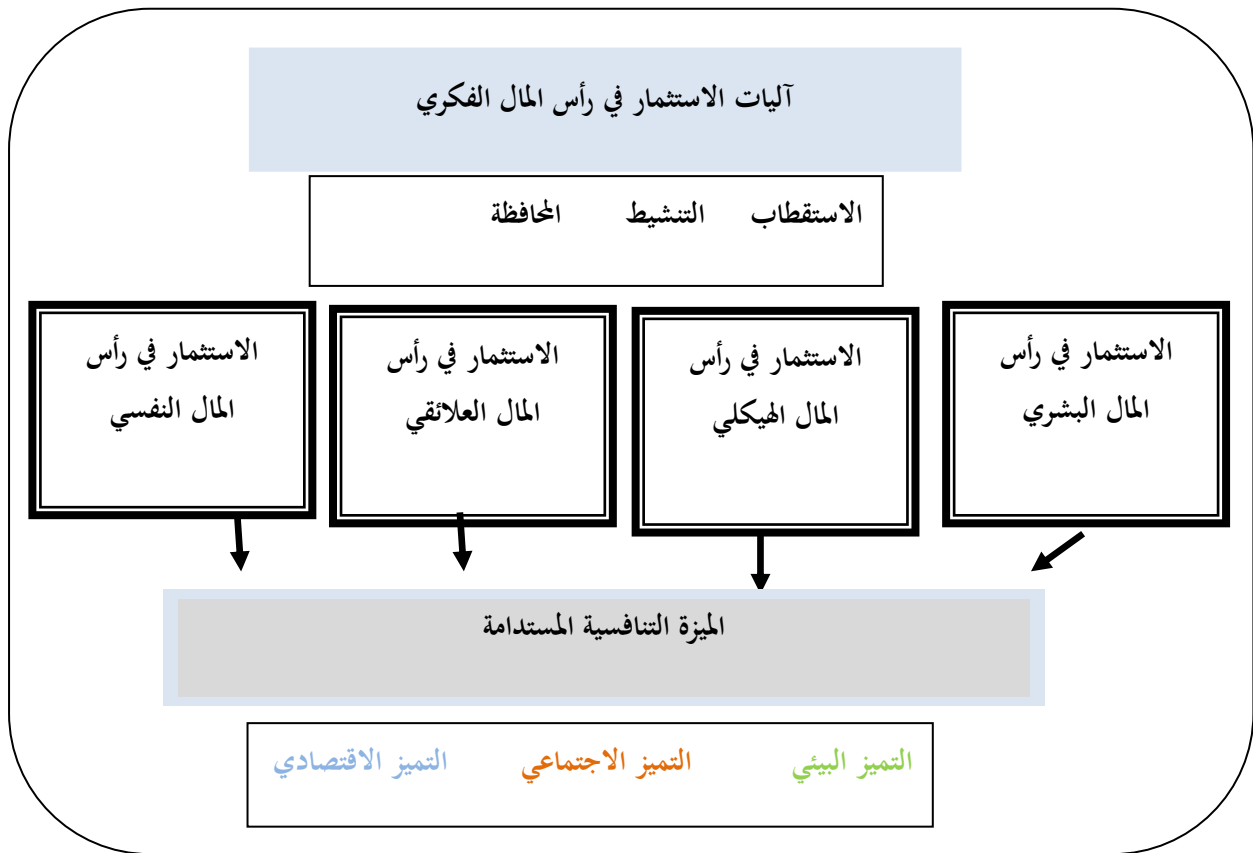 آليات الاستثمار في رأس المال الفكري
الاستقطاب التنشيط المحافظة
الاستثمار في رأس
المال البشري
الاستثمار في رأس
المال الهيكلي
الاستثمار في رأس
المال العلائقي
الاستثمار في رأس
المال النفسي
الميزة التنافسية المستدامة
التميز البيئي التميز الاجتماعي التميز الاقتصادي